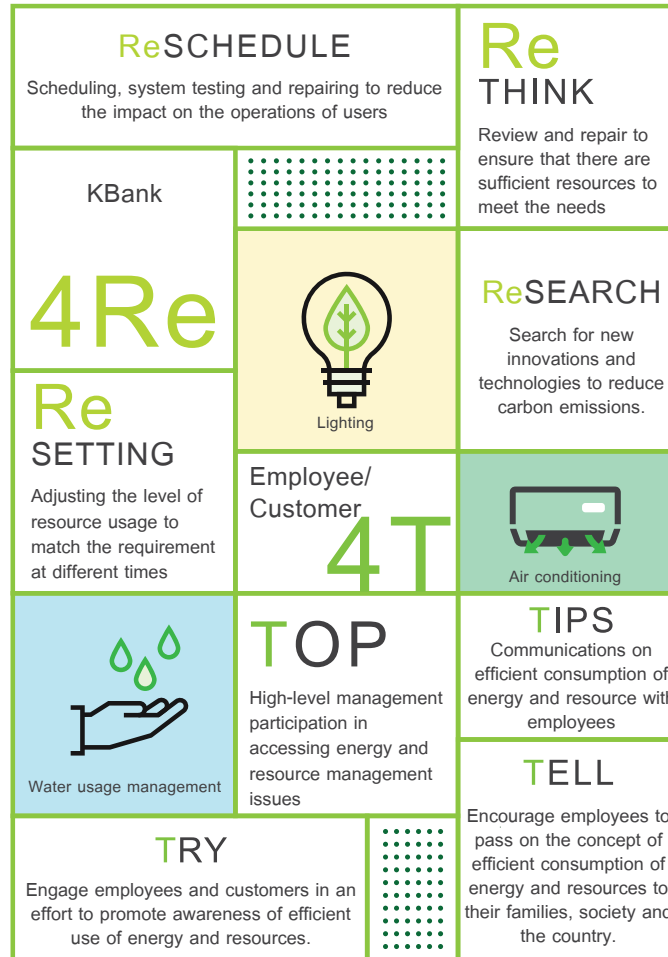 ReSCHEDULE
Scheduling, system testing and repairing to reduce
the impact on the operations of users
Re
THINK
Review and repair to
ensure that there are
sufficient resources to
meet the needs
KBank
4Re
Lighting
ReSEARCH
Search for new
innovations and
technologies to reduce
carbon emissions.
Re
SETTING
Adjusting the level of
resource usage to
match the requirement
at different times
Employee/
Customer
4T
Air conditioning
Water usage management
TOP
High-level management
participation in
accessing energy and
resource management
issues
TIPS
Communications on
efficient consumption of
energy and resource with
employees
TELL
Encourage employees to
pass on the concept of
efficient consumption of
energy and resources to
their families, society and
the country.
TRY
Engage employees and customers in an
effort to promote awareness of efficient
use of energy and resources.